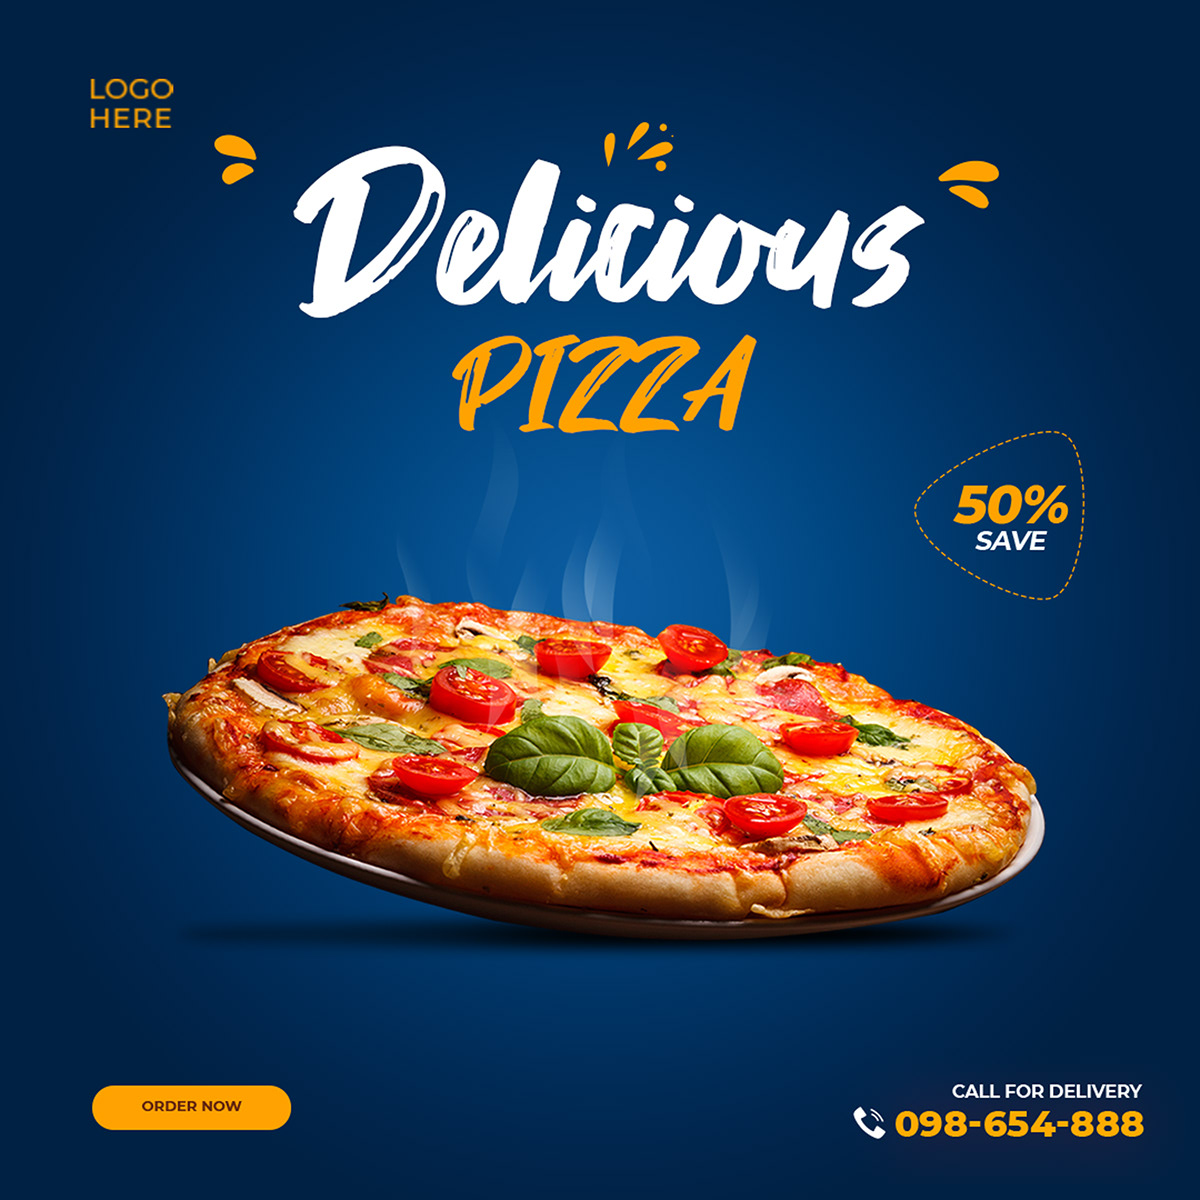 LOGO
HERE
Delicious
PIZZA
50%
SAVE
ORDER NOW
CALL FOR DELIVERY
098-654-888